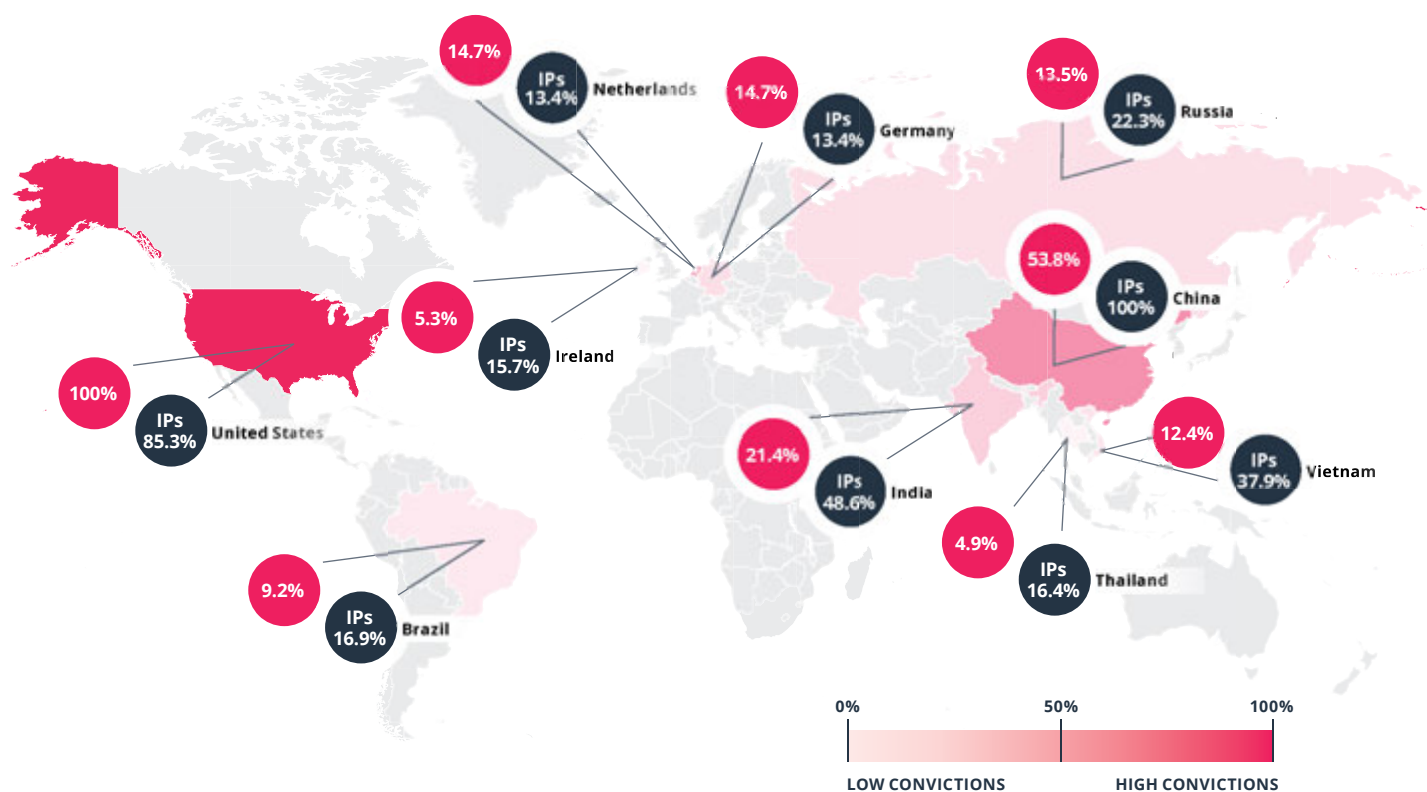 14.7%
IPs
13.4%
Netherlands
14.7%
IPs
13.4%
Germany
13.5%
IPs
22.3%
Russia
53.8%
IPs
100%
China
5.3%
IPs
15.7%
Ireland
100%
IPs
85.3%
United States
21.4%
IPs
48.6%
India
12.4%
IPs
37.9%
Vietnam
4.9%
IPs
16.4%
Thailand
9.2%
IPs
16.9%
Brazil
0% 50% 100%
LOW CONVICTIONS HIGH CONVICTIONS